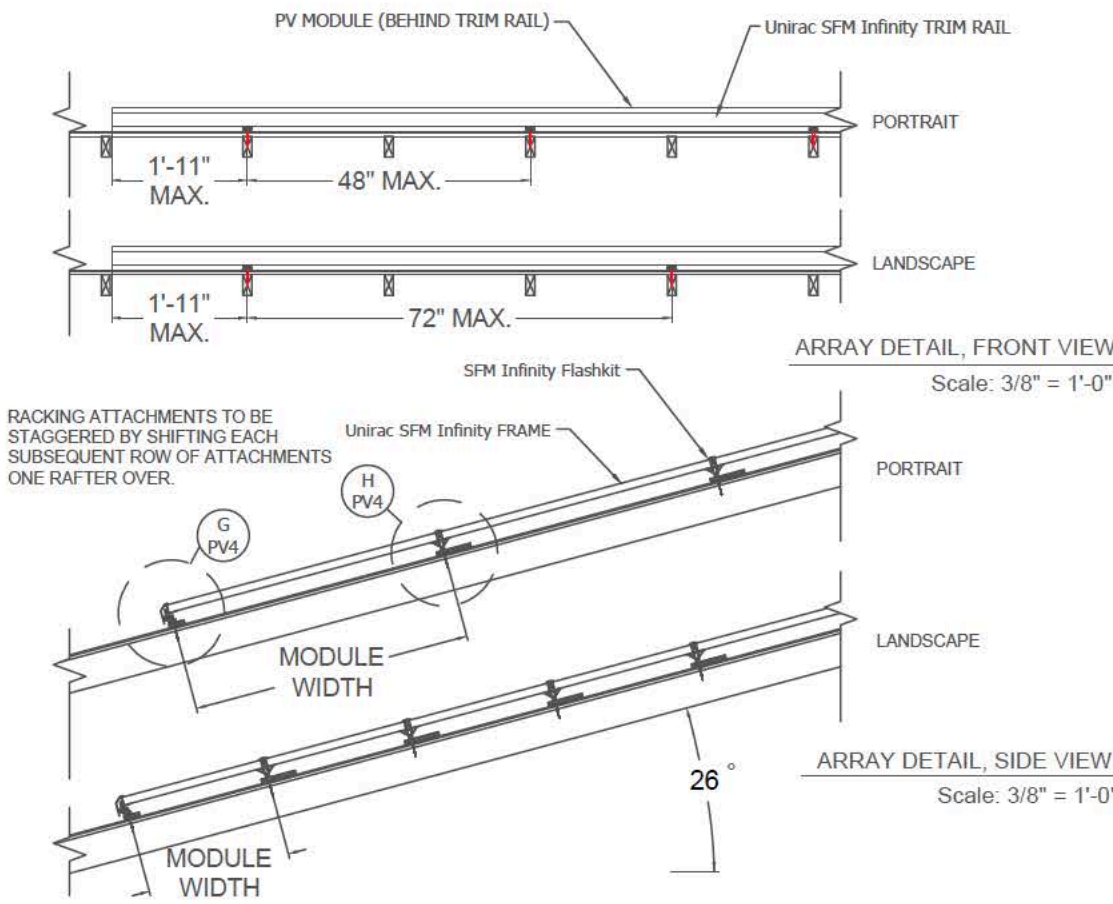 PV MODULE (BEHIND TRIM RAIL)
Unirac SFM Infinity TRIM RAIL
PORTRAIT
1'-11"
MAX.
48" MAX.
LANDSCAPE
1'-11"
MAX.
72" MAX.
ARRAY DETAIL, FRONT VIEW
Scale: 3/8" = 1'-0"
SFM Infinity Flashkit
RACKING ATTACHMENTS TO BE
STAGGERED BY SHIFTING EACH
SUBSEQUENT ROW OF ATTACHMENTS
ONE RAFTER OVER.
Unirac SFM Infinity FRAME
PORTRAIT
H
PV4
G
PV4
MODULE
WIDTH
LANDSCAPE
26°
ARRAY DETAIL, SIDE VIEW
Scale: 3/8" = 1'-0"
MODULE
WIDTH